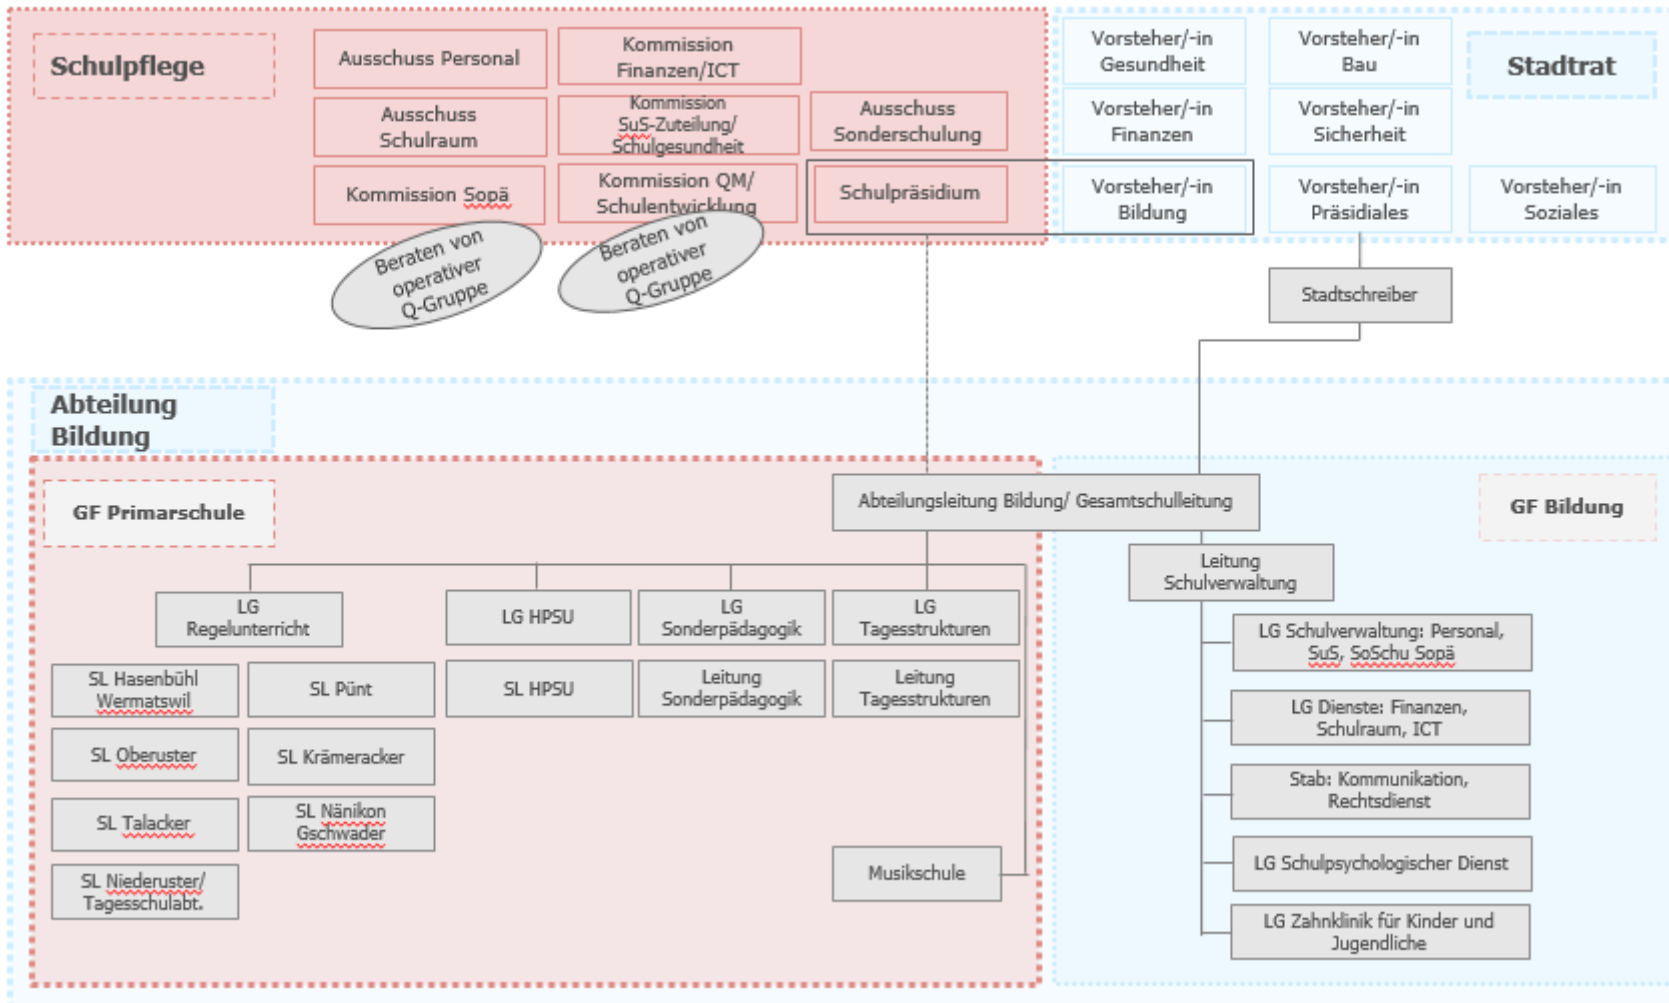 Schulpflege
Ausschuss Personal
Kommission
Finanzen/ICT
Ausschuss
Schulraum
Kommission
SuS-Zuteilung/
Schulgesundheit
Ausschuss
Sonderschulung
Kommission Sopä
Kommission QM/
Schulentwicklung
Schulpräsidium
Beraten von
operativer
Q-Gruppe
Beraten von
operativer
Q-Gruppe
Vorsteher/-in
Gesundheit
Vorsteher/-in
Bau
Stadtrat
Vorsteher/-in
Finanzen
Vorsteher/-in
Sicherheit
Vorsteher/-in
Bildung
Vorsteher/-in
Präsidiales
Vorsteher/-in
Soziales
Stadtschreiber
Abteilung
Bildung
GF Primarschule
Abteilungsleitung Bildung/ Gesamtschulleitung
GF Bildung
LG
Regelunterricht
LG HPSU
LG
Sonderpädagogik
LG
Tagesstrukturen
SL Hasenbühl
Wermatswil
SL Pünt
SL HPSU
Leitung
Sonderpädagogik
Leitung
Tagesstrukturen
SL Oberuster
SL Krämeracker
SL Talacker
SL Nänikon
Gschwader
SL Niederuster/
Tagesschulabt.
Musikschule
Leitung
Schulverwaltung
LG Schulverwaltung: Personal,
SuS, SoSchu Sopä
LG Dienste: Finanzen,
Schulraum, ICT
Stab: Kommunikation,
Rechtsdienst
LG Schulpsychologischer Dienst
LG Zahnklinik für Kinder und
Jugendliche